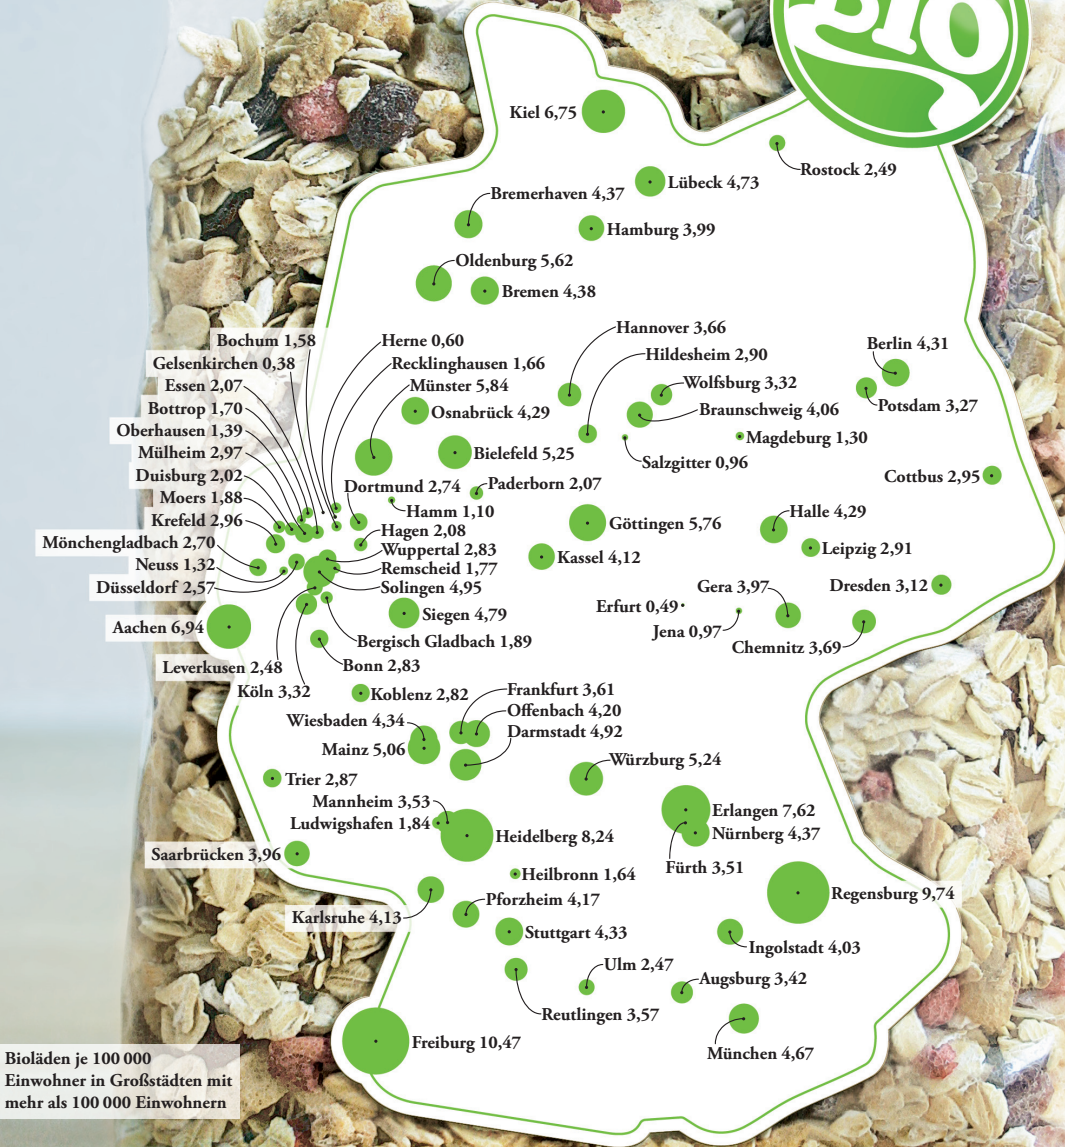 BIO
Kiel 6,75
Rostock 2,49
Lübeck 4,73
Bremerhaven 4,37
Hamburg 3,99
Oldenburg 5,62
Bremen 4,38
Hannover 3,66
Bochum 1,58
Herne 0,60
Berlin 4,31
Hildesheim 2,90
Gelsenkirchen 0,38
Recklinghausen 1,66
Wolfsburg 3,32
Essen 2,07
Münster 5,84
Potsdam 3,27
Bottrop 1,70
Osnabrück 4,29
Braunschweig 4,06
Oberhausen 1,39
Magdeburg 1,30
Mülheim 2,97
Bielefeld 5,25
Salzgitter 0,96
Duisburg 2,02
Cottbus 2,95
Dortmund 2,74
Paderborn 2,07
Moers 1,88
Hamm 1,10
Halle 4,29
Krefeld 2,96
Göttingen 5,76
Hagen 2,08
Mönchengladbach 2,70
Wuppertal 2,83
Leipzig 2,91
Kassel 4,12
Neuss 1,32
Remscheid 1,77
Düsseldorf 2,57
Solingen 4,95
Gera 3,97
Dresden 3,12
Erfurt 0,49
Siegen 4,79
Aachen 6,94
Jena 0,97
Bergisch Gladbach 1,89
Chemnitz 3,69
Leverkusen 2,48
Bonn 2,83
Köln 3,32
Koblenz 2,82
Frankfurt 3,61
Offenbach 4,20
Wiesbaden 4,34
Darmstadt 4,92
Mainz 5,06
Würzburg 5,24
Trier 2,87
Mannheim 3,53
Erlangen 7,62
Ludwigshafen 1,84
Nürnberg 4,37
Heidelberg 8,24
Saarbrücken 3,96
Fürth 3,51
Heilbronn 1,64
Regensburg 9,74
Pforzheim 4,17
Karlsruhe 4,13
Stuttgart 4,33
Ingolstadt 4,03
Ulm 2,47
Augsburg 3,42
Reutlingen 3,57
Freiburg 10,47
München 4,67
Bioläden je 100 000
Einwohner in Großstädten mit
mehr als 100 000 Einwohnern